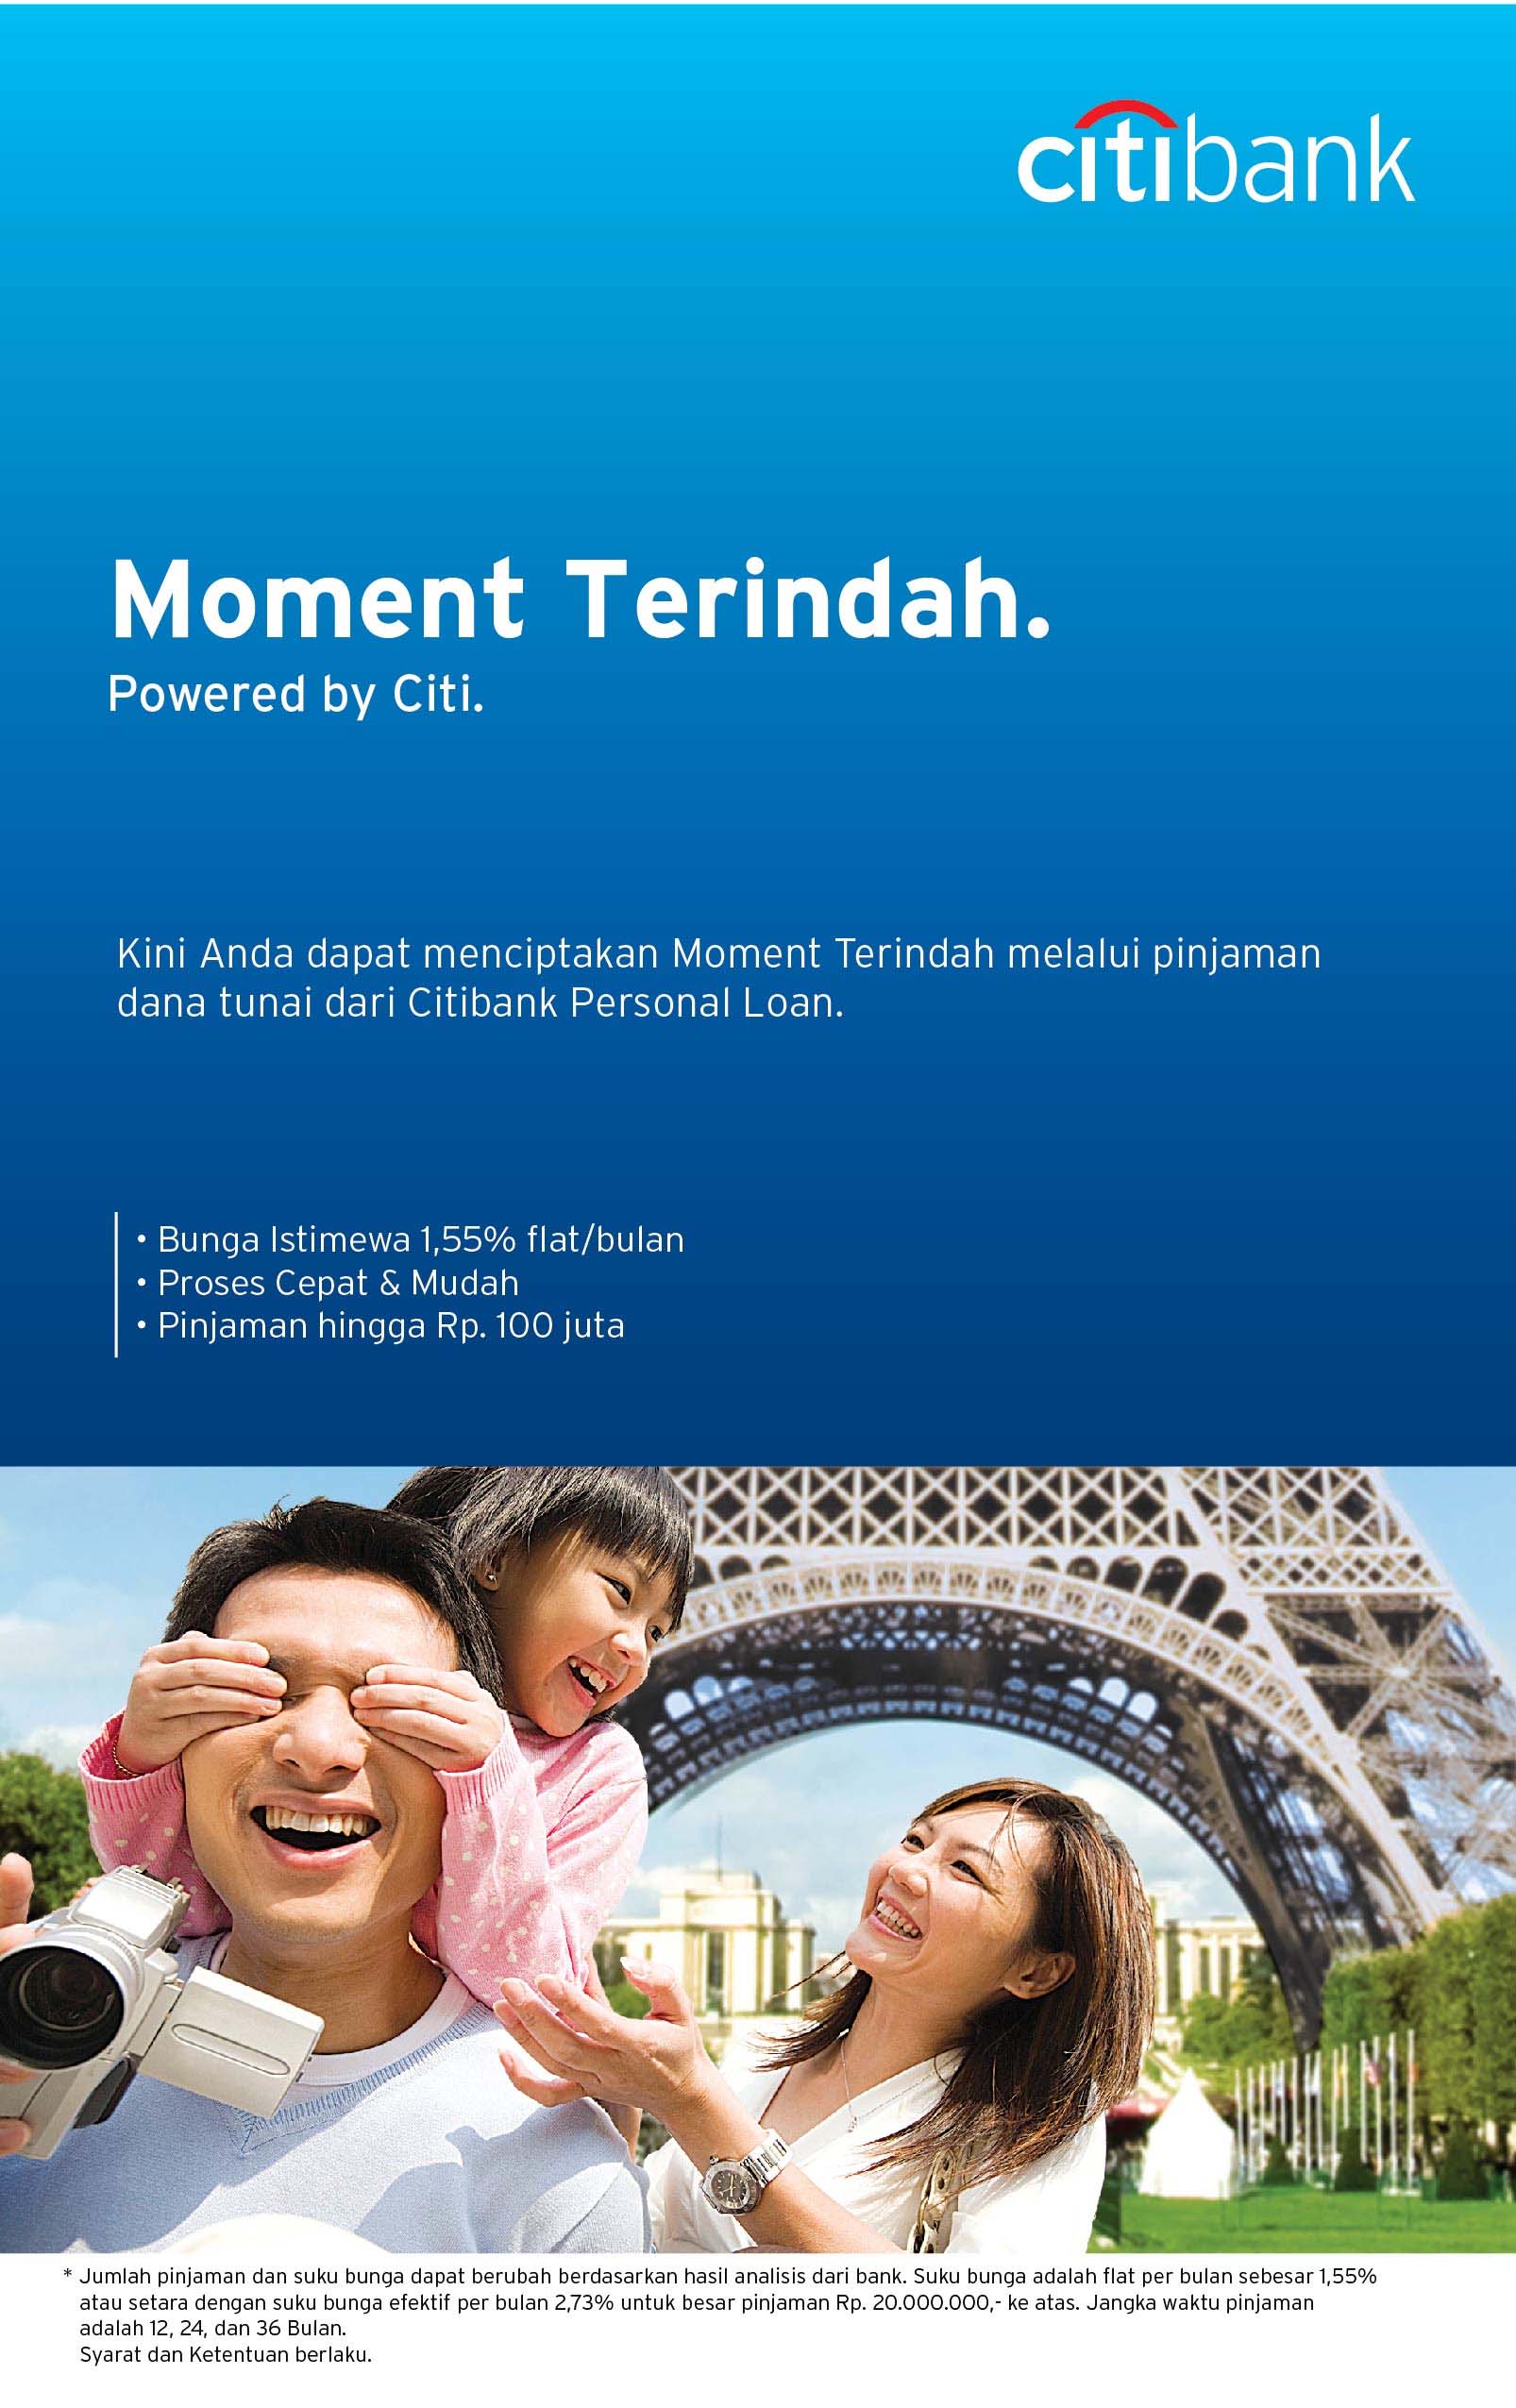 citibank
Moment Terindah.
Powered by Citi.
Kini Anda dapat menciptakan Moment Terindah melalui pinjaman
dana tunai dari Citibank Personal Loan.
• Bunga Istimewa 1,55% flat/bulan
• Proses Cepat & Mudah
• Pinjaman hingga Rp. 100 juta
* Jumlah pinjaman dan suku bunga dapat berubah berdasarkan hasil analisis dari bank. Suku bunga adalah flat per bulan sebesar 1,55%
atau setara dengan suku bunga efektif per bulan 2,73% untuk besar pinjaman Rp. 20.000.000,- ke atas. Jangka waktu pinjaman
adalah 12, 24, dan 36 Bulan.
Syarat dan Ketentuan berlaku.